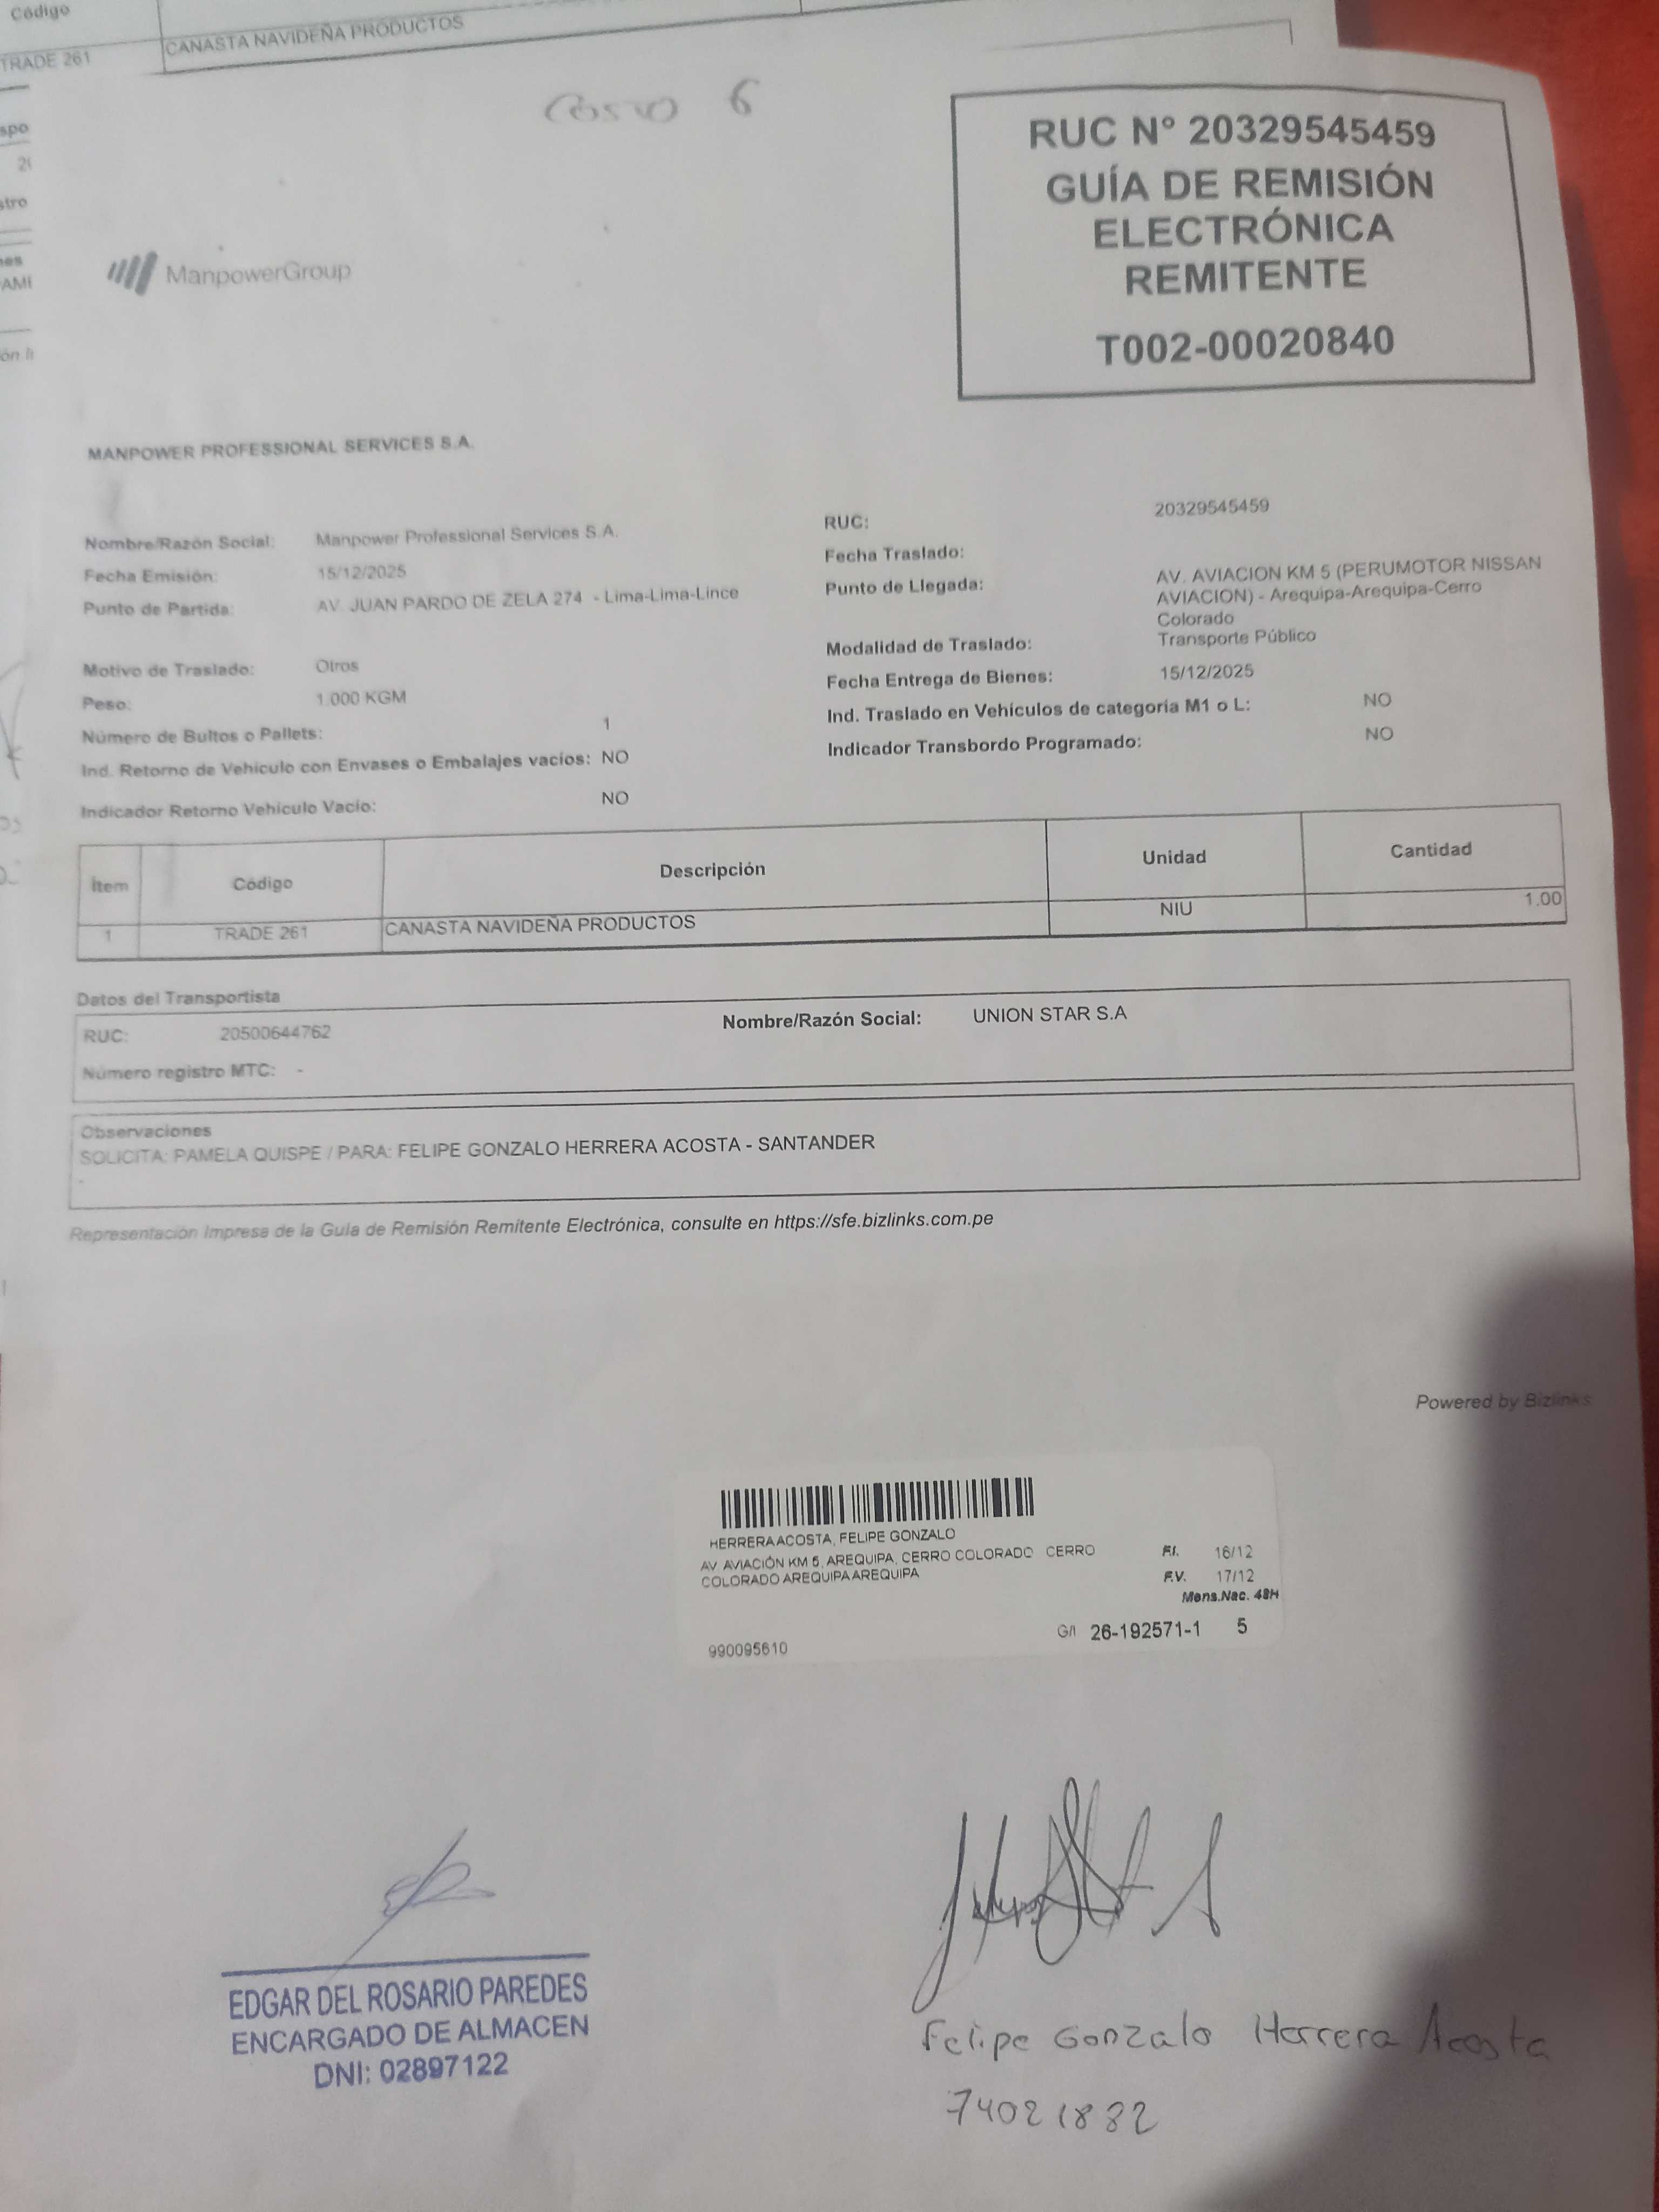 Código
TRADE 261 CANASTA NAVIDEÑA PRODUCTOS
6
RUC N° 20329545459
GUÍA DE REMISIÓN
ELECTRÓNICA
REMITENTE
T002-00020840
ManpowerGroup
MANPOWER PROFESSIONAL SERVICES S.A.
Nombre/Razón Social: Manpower Professional Services S.A.
Fecha Emisión: 15/12/2025
Punto de Partida: AV. JUAN PARDO DE ZELA 274 - Lima-Lima-Lince
Motivo de Traslado: Otros
Peso: 1.000 KGM
Número de Bultos o Pallets: 1
Ind. Retorno de Vehículo con Envases o Embalajes vacíos: NO
Indicador Retorno Vehículo Vacío: NO
RUC: 20329545459
Fecha Traslado:
Punto de Llegada: AV. AVIACION KM 5 (PERUMOTOR NISSAN
AVIACION) - Arequipa-Arequipa-Cerro
Colorado
Modalidad de Traslado: Transporte Público
Fecha Entrega de Bienes: 15/12/2025
Ind. Traslado en Vehículos de categoría M1 o L: NO
Indicador Transbordo Programado: NO
Ítem Código Descripción Unidad Cantidad
1 TRADE 261 CANASTA NAVIDEÑA PRODUCTOS NIU 1.00
Datos del Transportista
RUC: 20500644762 Nombre/Razón Social: UNION STAR S.A
Número registro MTC: -
Observaciones
SOLICITA: PAMELA QUISPE / PARA: FELIPE GONZALO HERRERA ACOSTA - SANTANDER
-
Representación Impresa de la Guía de Remisión Remitente Electrónica, consulte en https://sfe.bizlinks.com.pe
Powered by Bizlinks
HERRERA ACOSTA, FELIPE GONZALO
AV AVIACIÓN KM 5, AREQUIPA, CERRO COLORADO CERRO
COLORADO AREQUIPA AREQUIPA
F.I. 16/12
F.V. 17/12
Mens.Nac. 48H
G/I 26-192571-1 5
990095610
EDGAR DEL ROSARIO PAREDES
ENCARGADO DE ALMACEN
DNI: 02897122
Felipe Gonzalo Herrera Acosta
74021882